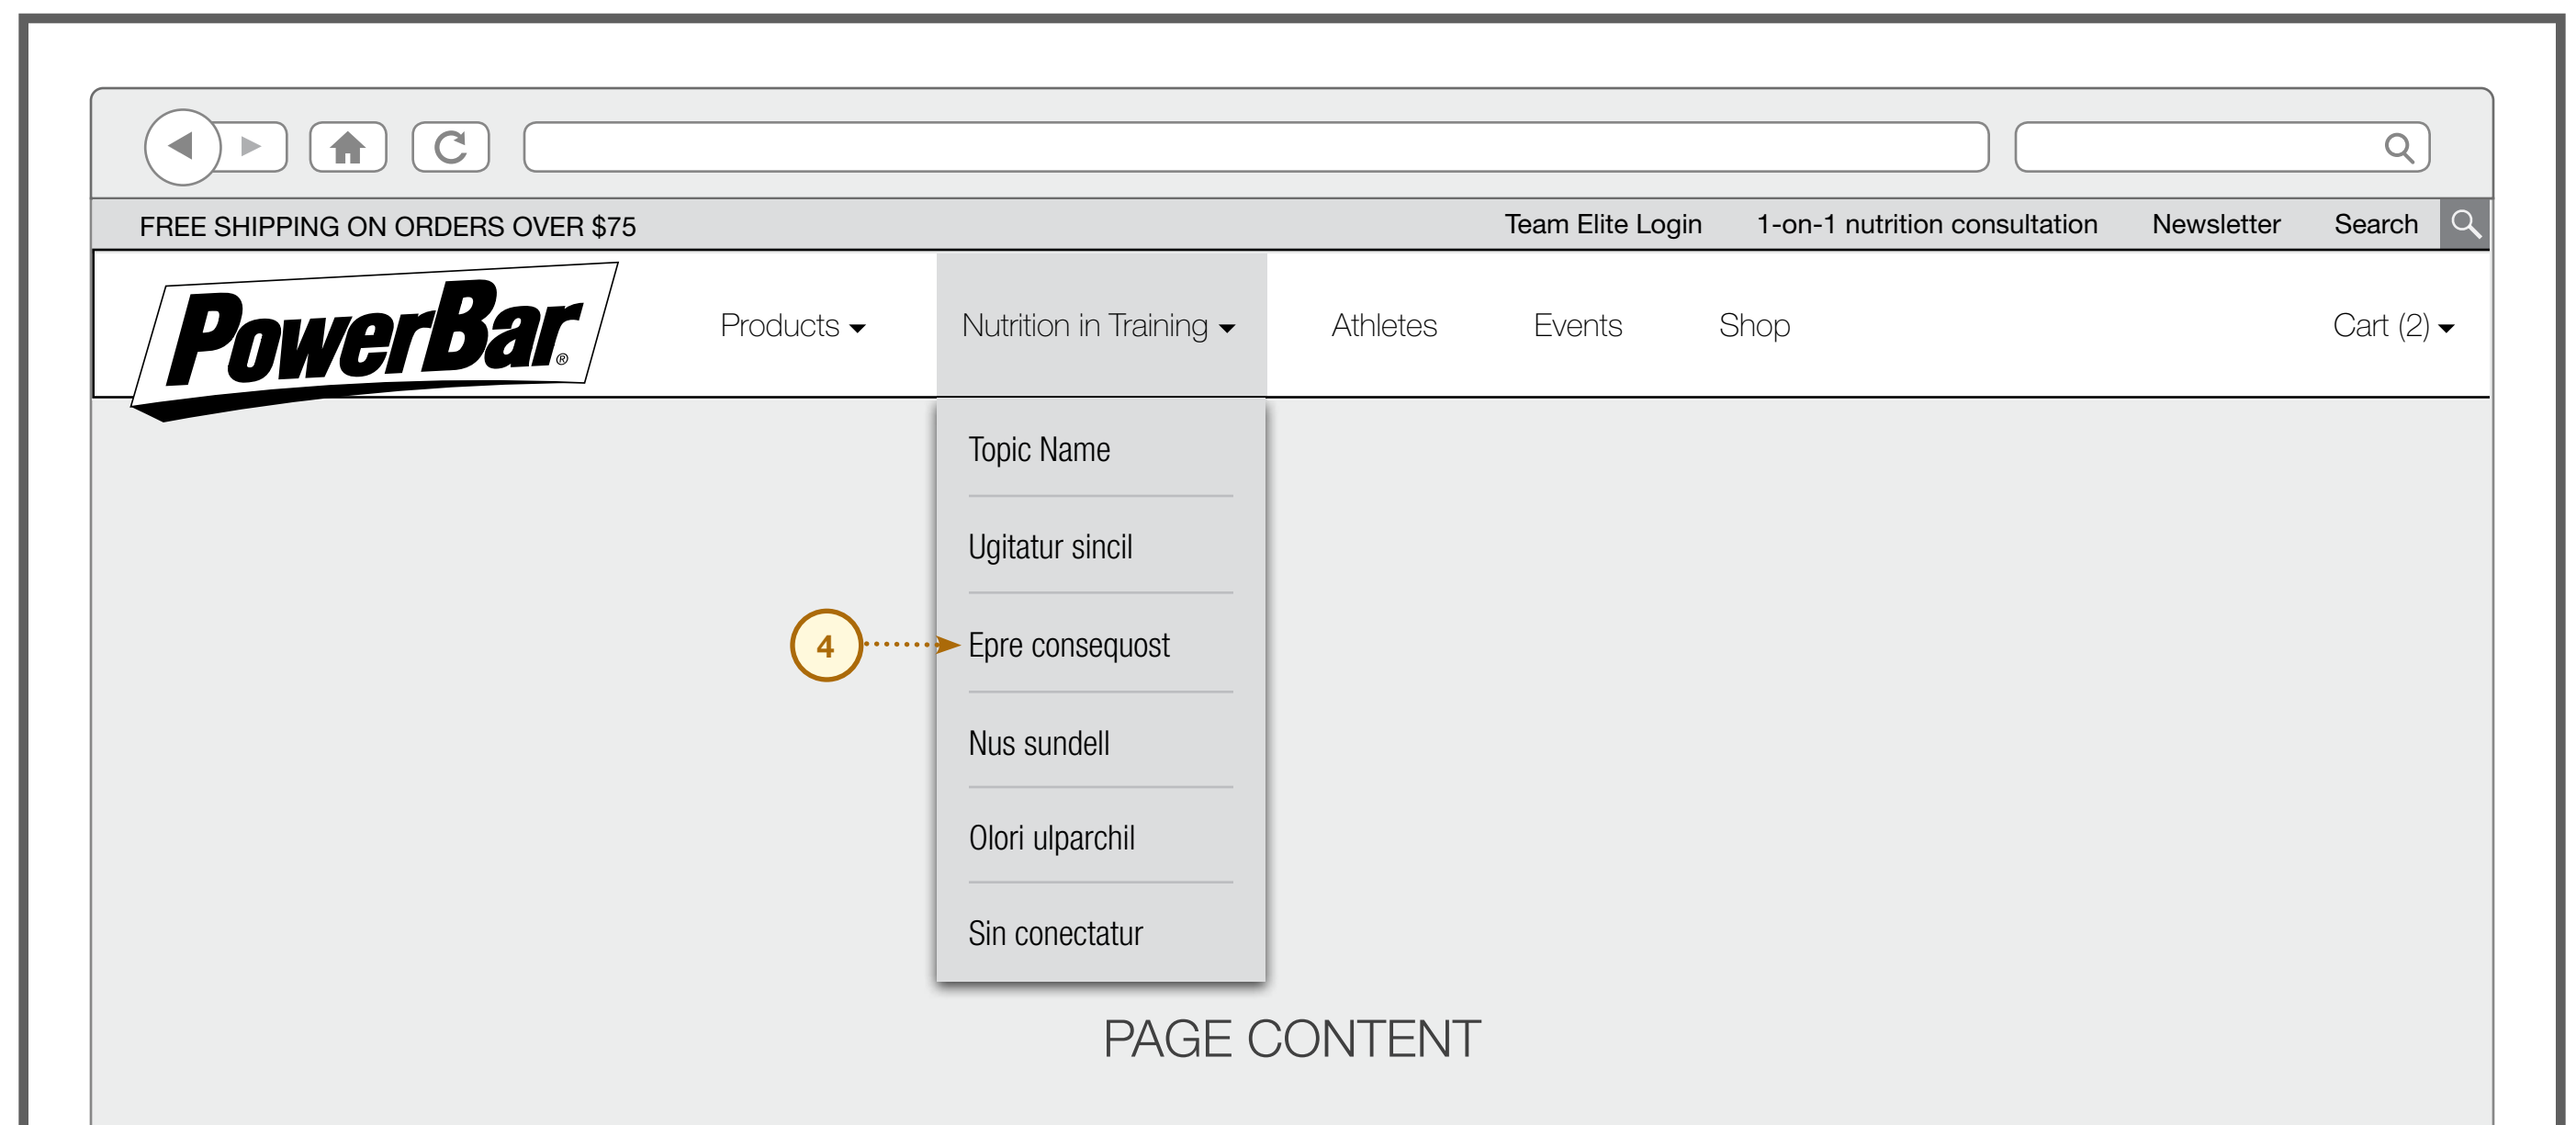 FREE SHIPPING ON ORDERS OVER $75 Team Elite Login 1-on-1 nutrition consultation Newsletter Search
PowerBar® Products Nutrition in Training Athletes Events Shop Cart (2)
Topic Name
Ugitatur sincil
4 Epre consequost
Nus sundell
Olori ulparchil
Sin conectatur
PAGE CONTENT